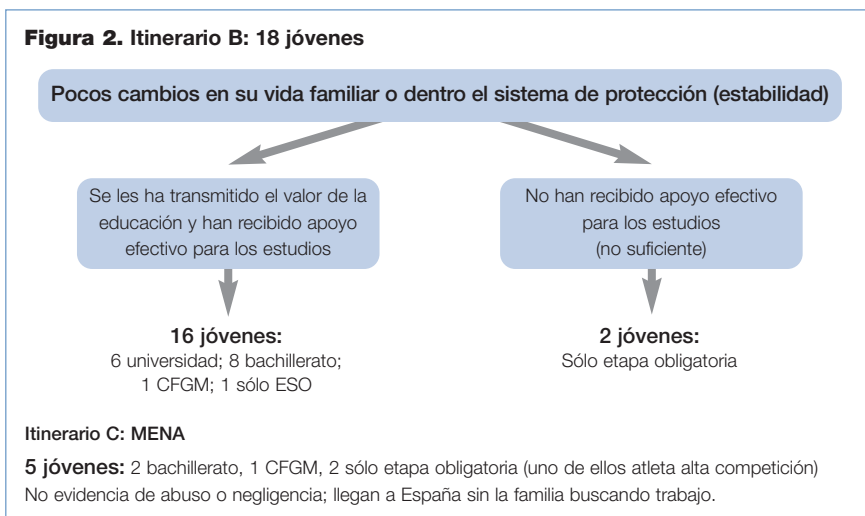 Figura 2. Itinerario B: 18 jóvenes
Pocos cambios en su vida familiar o dentro el sistema de protección (estabilidad)
Se les ha transmitido el valor de la
educación y han recibido apoyo
efectivo para los estudios
No han recibido apoyo efectivo
para los estudios
(no suficiente)
16 jóvenes:
6 universidad; 8 bachillerato;
1 CFGM; 1 sólo ESO
2 jóvenes:
Sólo etapa obligatoria
Itinerario C: MENA
5 jóvenes: 2 bachillerato, 1 CFGM, 2 sólo etapa obligatoria (uno de ellos atleta alta competición)
No evidencia de abuso o negligencia; llegan a España sin la familia buscando trabajo.